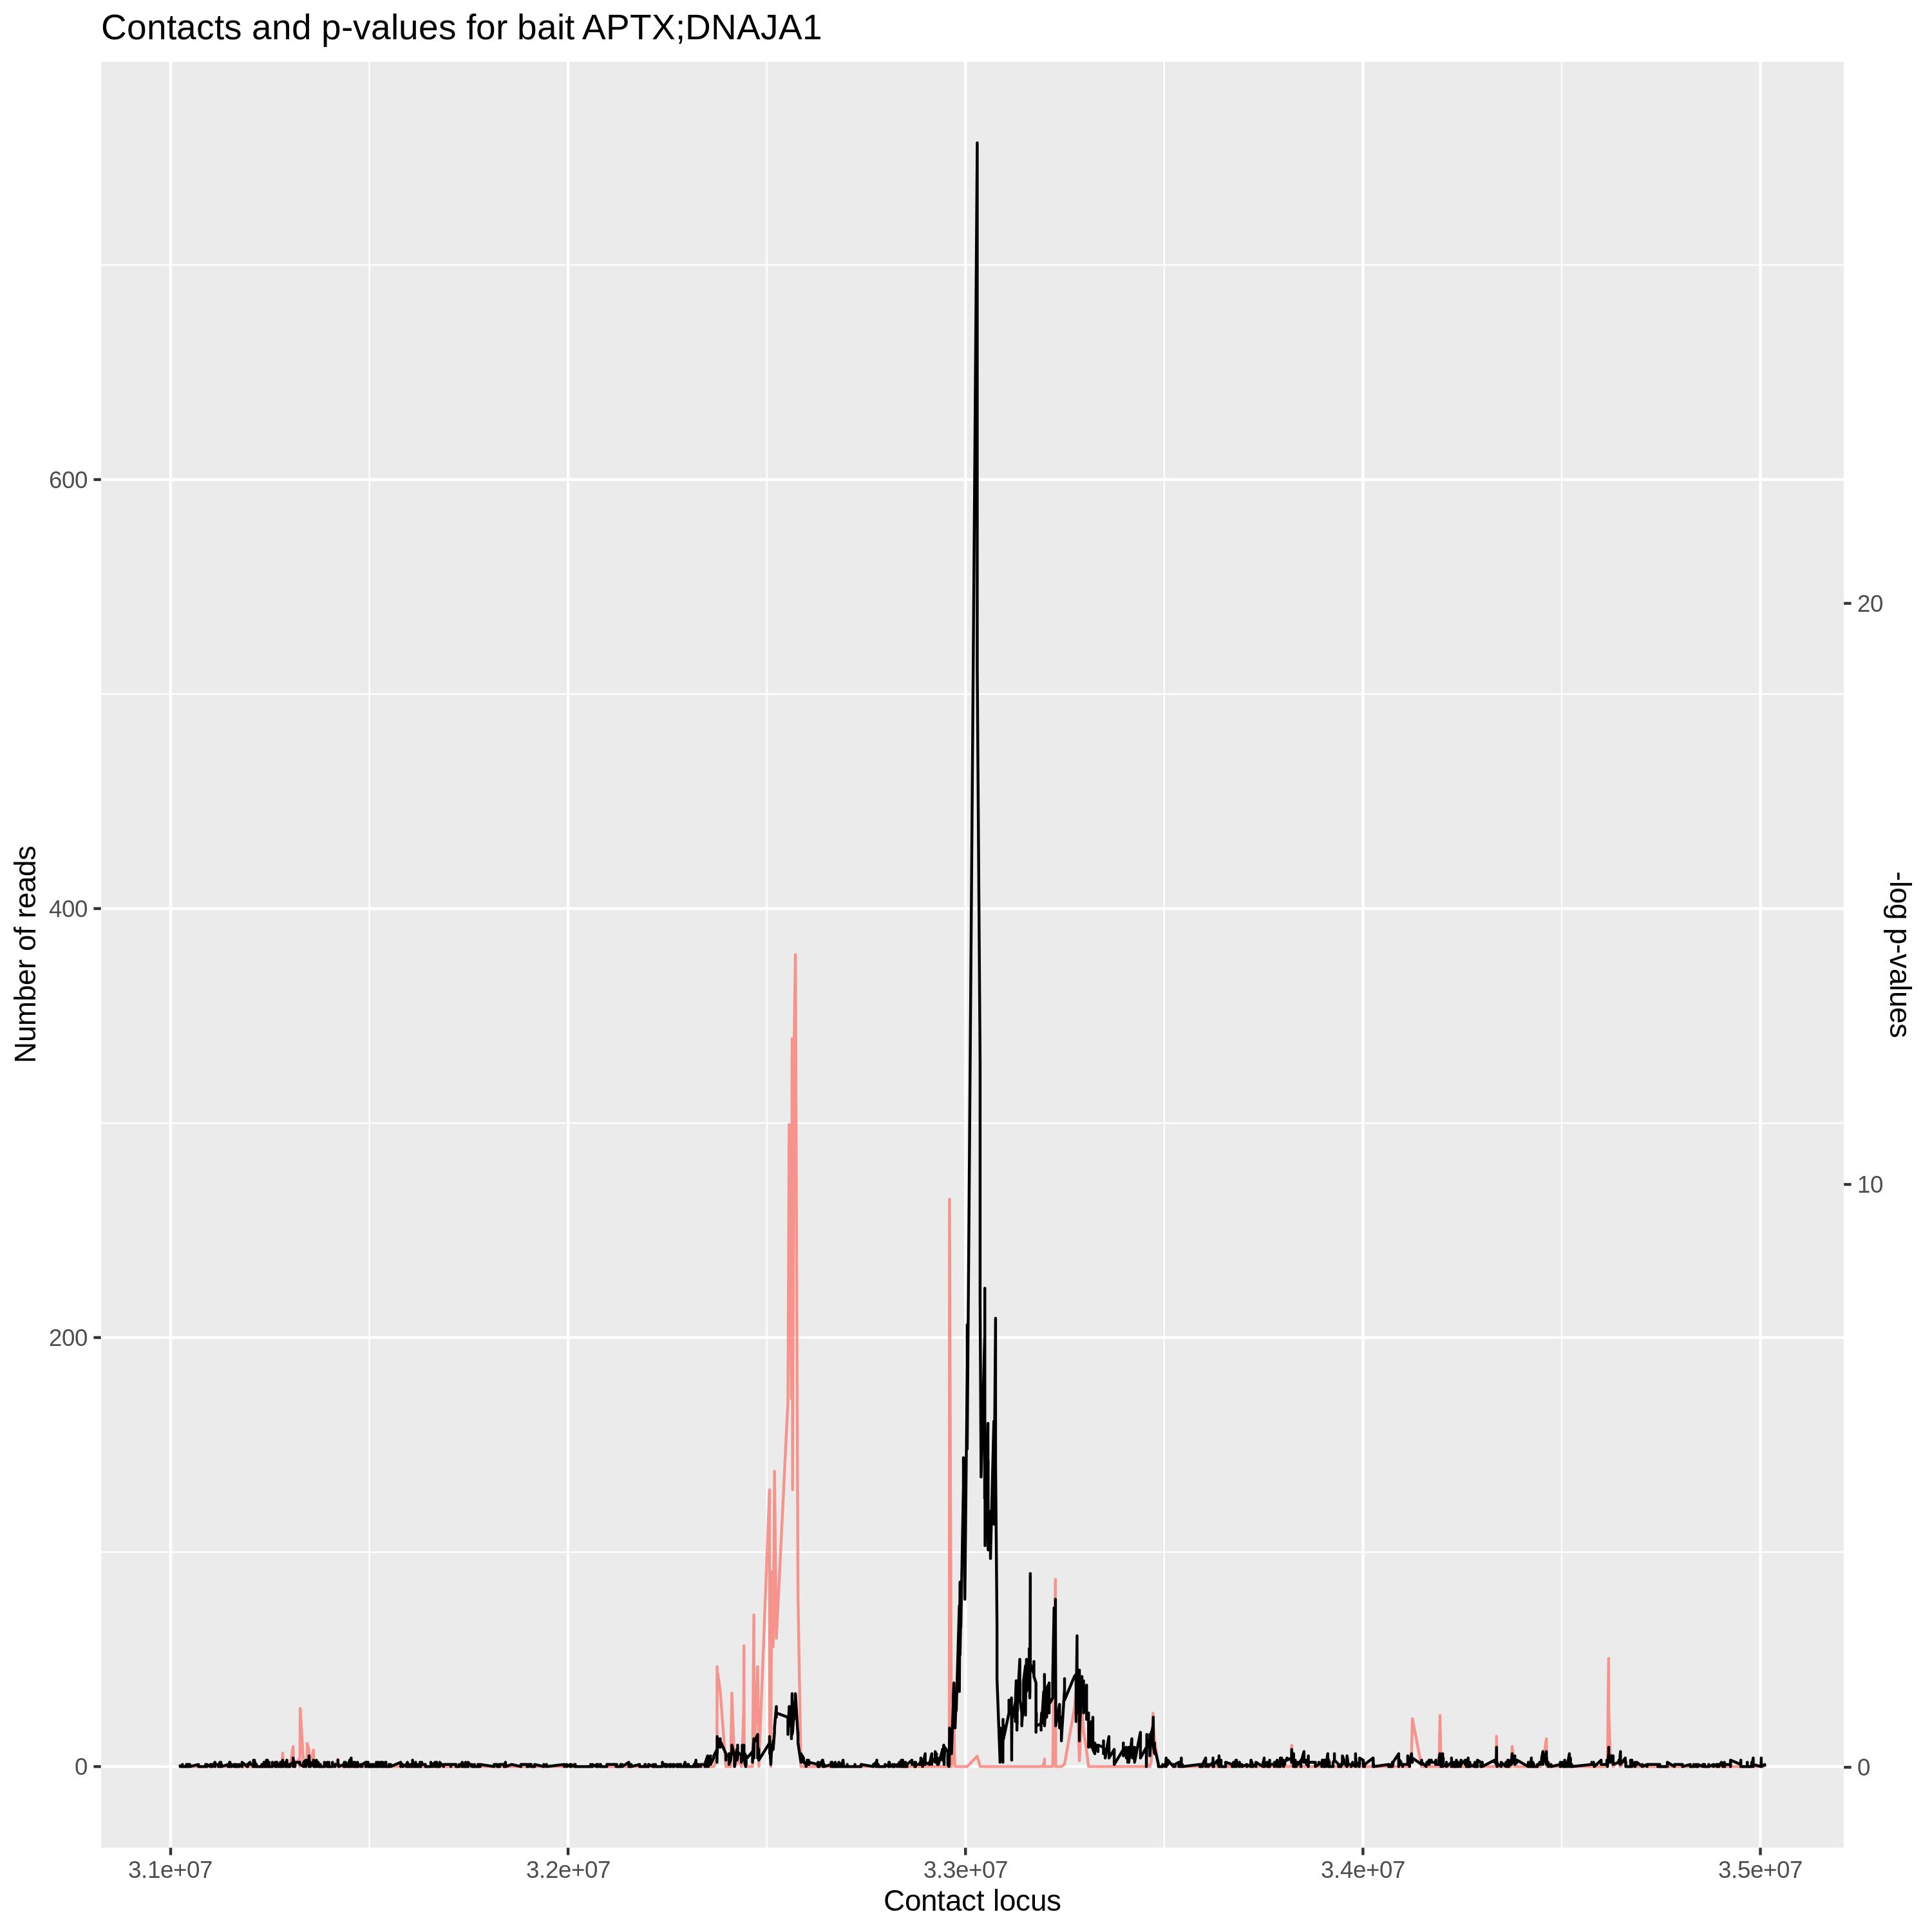 Contacts and p-values for bait APTX;DNAJA1
600
400
200
0
Number of reads
20
10
0
-log p-values
3.1e+07 3.2e+07 3.3e+07 3.4e+07 3.5e+07
Contact locus